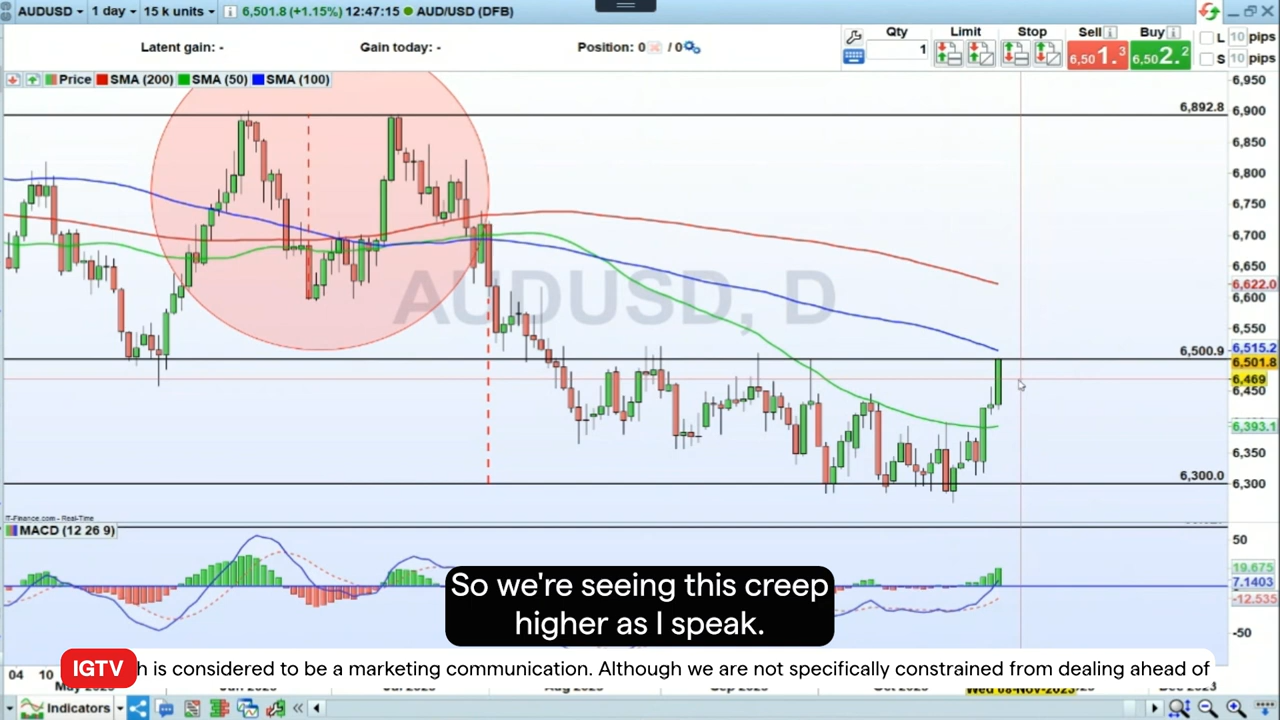 AUDUSD 1 day 15 k units 6,501.8 (+1.15%) 12:47:15 AUD/USD (DFB)
Latent gain: - Gain today: - Position: 0 / 0
Qty Limit Stop Sell Buy
1 6,50 1.3 6,50 2.2
L 10 pips
S 10 pips
Price SMA (200) SMA (50) SMA (100)
6,950
6,892.8 6,900
6,850
6,800
6,750
6,700
6,650
6,622.0
6,600
6,550
6,515.2
6,500.9
6,501.8
6,469
6,450
6,393.1
6,350
6,300.0 6,300
AUDUSD, D
IT-Finance.com - Real-Time
MACD (12 26 9)
50
19.675
7.1403
-12.535
-50
So we're seeing this creep
higher as I speak.
IGTV h is considered to be a marketing communication. Although we are not specifically constrained from dealing ahead of
04 10 Wed 08-Nov-2023
Indicators